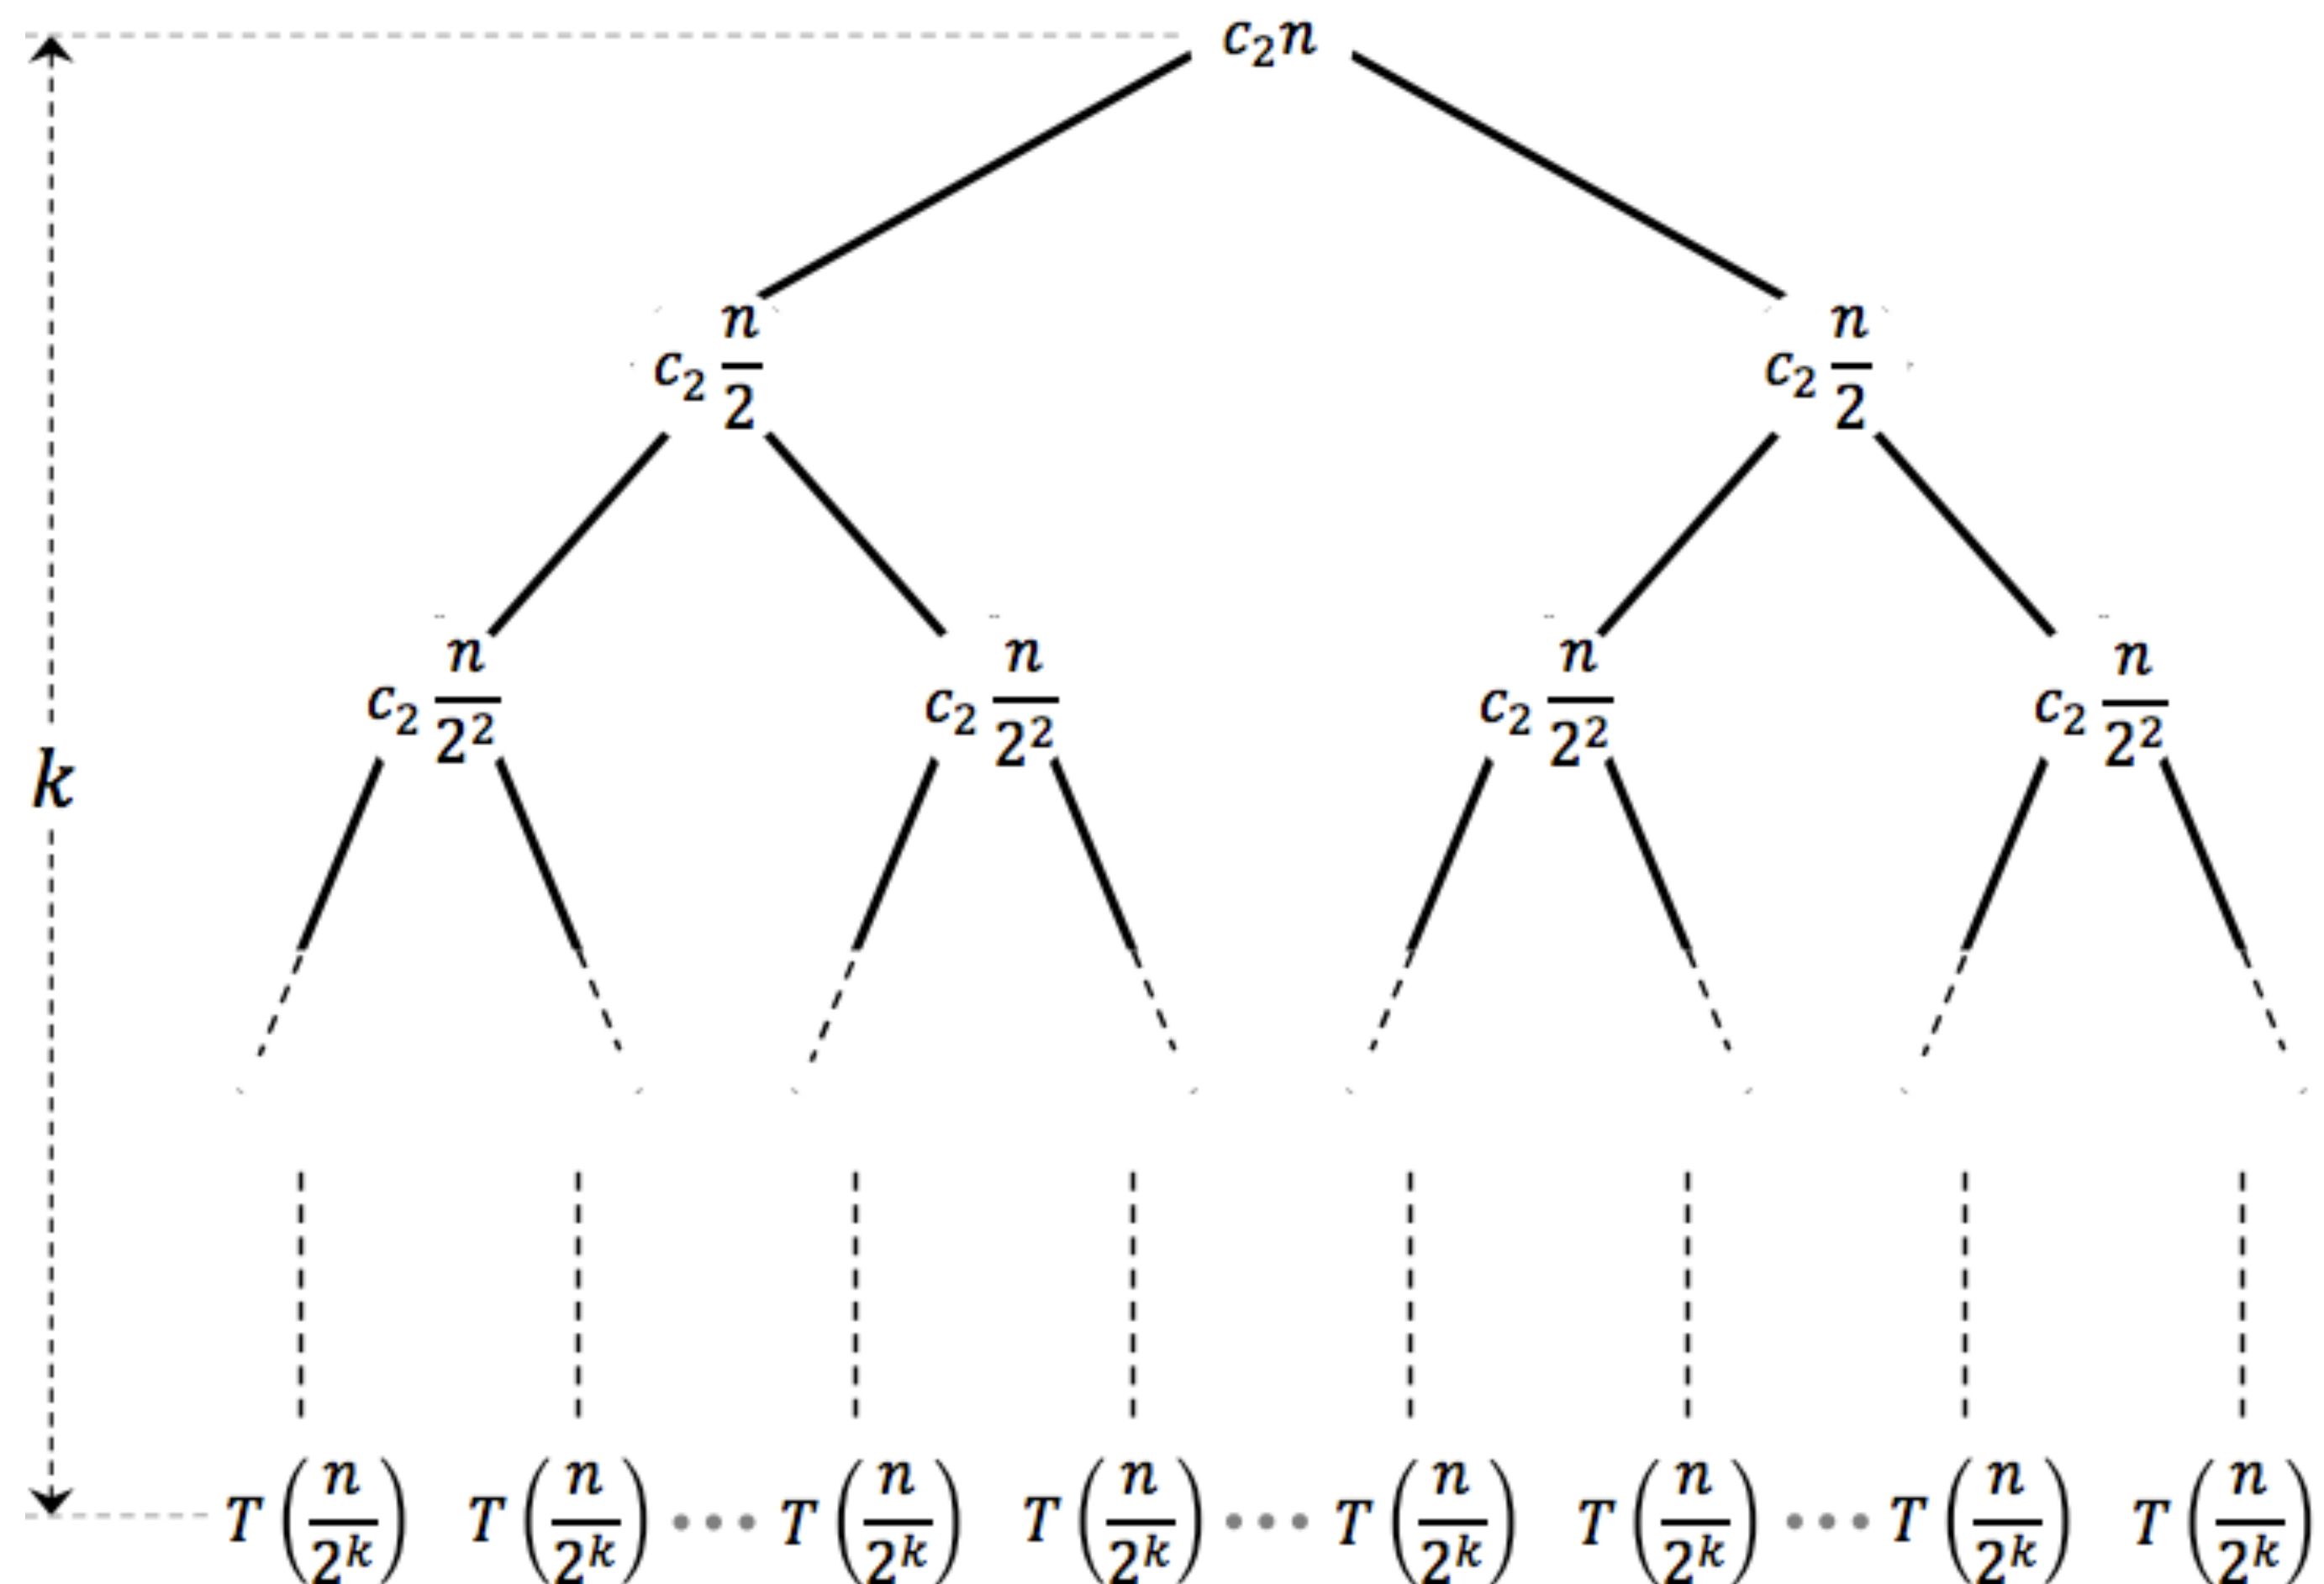 c₂n
c₂ n/2 c₂ n/2
c₂ n/2² c₂ n/2² c₂ n/2² c₂ n/2²
k
T(n/2ᵏ) T(n/2ᵏ) ••• T(n/2ᵏ) T(n/2ᵏ) ••• T(n/2ᵏ) T(n/2ᵏ) ••• T(n/2ᵏ) T(n/2ᵏ)